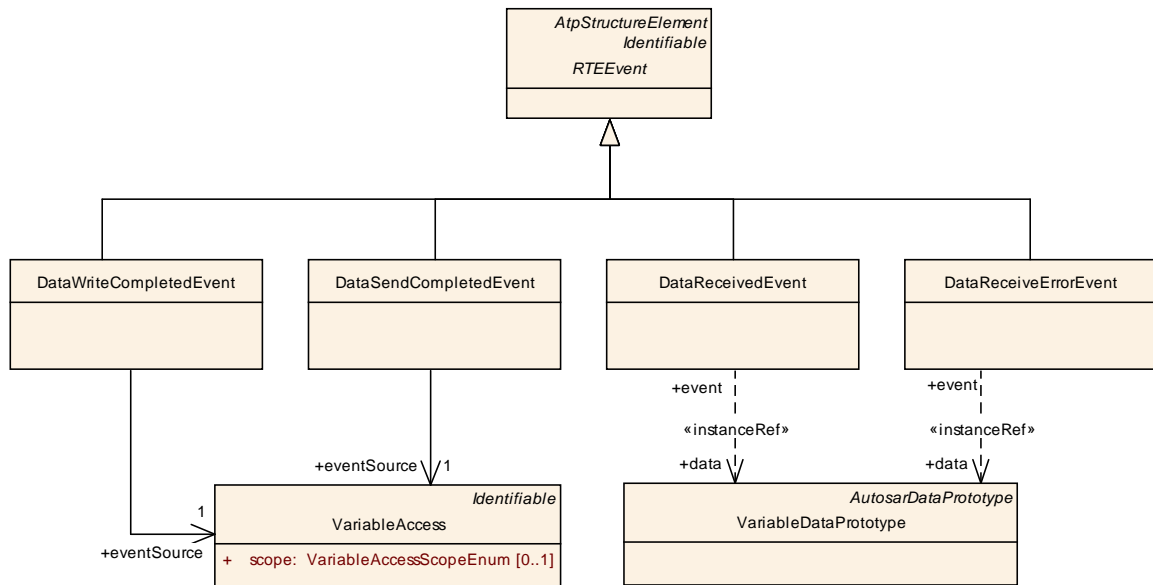 AtpStructureElement
Identifiable
RTEEvent
DataWriteCompletedEvent
DataSendCompletedEvent
DataReceivedEvent
DataReceiveErrorEvent
+event
+event
«instanceRef»
«instanceRef»
+eventSource
1
+data
+data
1
+eventSource
Identifiable
VariableAccess
+ scope: VariableAccessScopeEnum [0..1]
AutosarDataPrototype
VariableDataPrototype